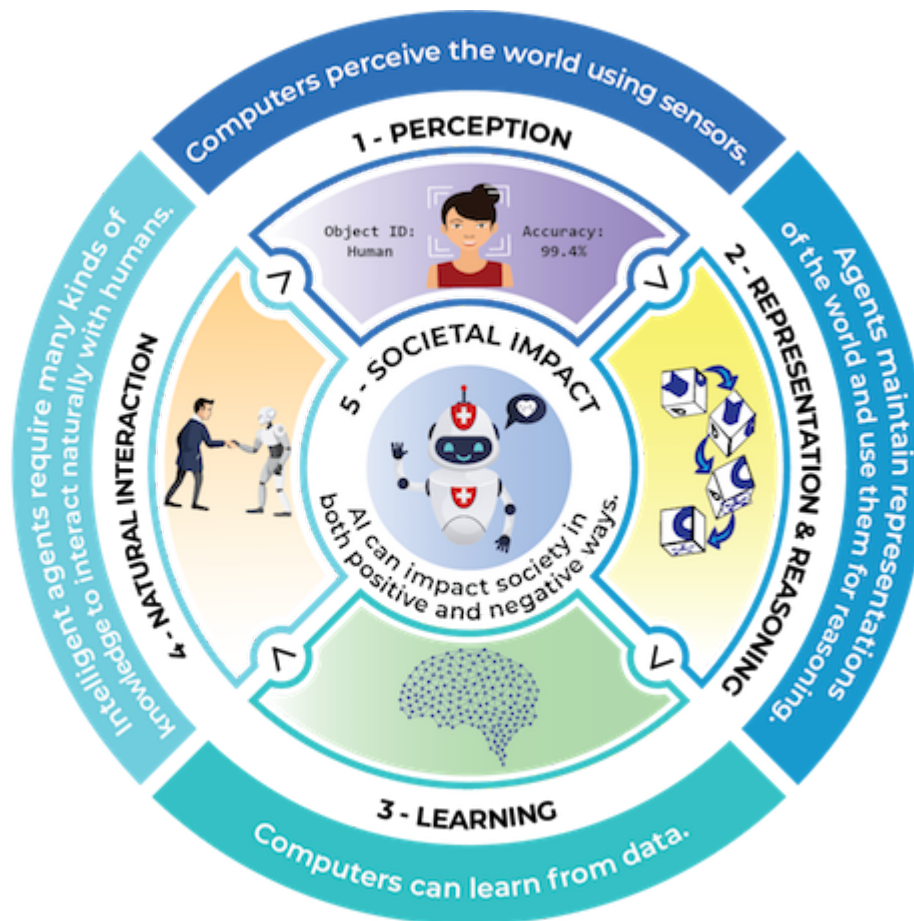 Computers perceive the world using sensors.
1 - PERCEPTION
Object ID:
Human
Accuracy:
99.4%
Agents maintain representations
of the world and use them for reasoning.
2 - REPRESENTATION & REASONING
3 - LEARNING
Computers can learn from data.
Intelligent agents require many kinds of
knowledge to interact naturally with humans.
4 - NATURAL INTERACTION
5 - SOCIETAL IMPACT
AI can impact society in
both positive and negative ways.